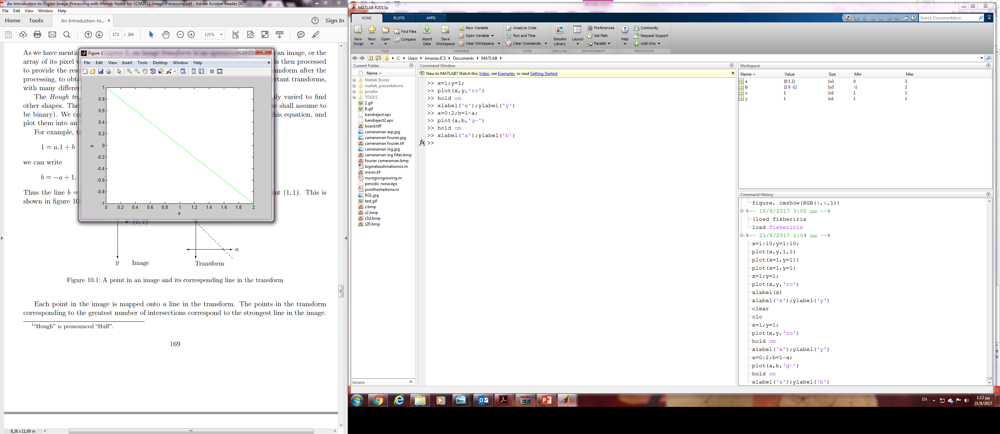 An-Introduction-to-Digital-Image-Processing-with-Matlab-Notes-for-SCM2511-Image-Processing.pdf - Adobe Acrobat Reader DC
File Edit View Window Help
Home Tools An-Introduction-to... × Sign In
173 / 264 125%
As we have mentic an image, or the
array of its pixel is then processed
to provide the res ansform after the
processing, to obta rtant transforms,
with many differen
The Hough tra ily varied to find
other shapes. The e shall assume to
be binary). We ca his equation, and
plot them into an
For example, t
1 = a.1 + b
we can write
b = −a + 1.
Thus the line b = nt (1, 1). This is
shown in figure 10
Figure 1
File Edit View Insert Tools Desktop Window Help
1
0.8
0.6
0.4
0.2
0
-0.2
-0.4
-0.6
-0.8
-1
b
0 0.2 0.4 0.6 0.8 1 1.2 1.4 1.6 1.8 2
a
(1, 1)
a
y Image Transform
Figure 10.1: A point in an image and its corresponding line in the transform
Each point in the image is mapped onto a line in the transform. The points in the transform
corresponding to the greatest number of intersections correspond to the strongest line in the image.
1“Hough” is pronounced “Huff”.
169
8,26 x 11,69 in
MATLAB R2013a
HOME PLOTS APPS
Search Documentation
New Script
New
Open
Find Files
Compare
FILE
Import Data
Save Workspace
New Variable
Open Variable
Clear Workspace
VARIABLE
Analyze Code
Run and Time
Clear Commands
CODE
Simulink Library
SIMULINK
Layout
Preferences
Set Path
Parallel
ENVIRONMENT
Help
Community
Request Support
Add-Ons
RESOURCES
C: Users kmarias.ICS Documents MATLAB
Current Folder
Name
Matlab Books
matlab_presentations
proakis
TOOLS
2.gif
B.gif
bandreject.eps
bandreject2.eps
board.tiff
cameraman exp.jpg
cameraman fourier.jpg
cameraman fourier.tif
cameraman log.jpg
cameraman log filter.bmp
fourier cameraman.bmp
logmetasxhmatismos.m
moon.tif
myregiongrowing.m
periodic noise.eps
prosthesheikona.m
RG1.jpg
test.gif
z.bmp
z2.bmp
z3d.bmp
z20.bmp
Details
Command Window
New to MATLAB? Watch this Video, see Examples, or read Getting Started.
>> x=1;y=1;
>> plot(x,y,'ro')
>> hold on
>> xlabel('x');ylabel('y')
>> a=0:2;b=1-a;
>> plot(a,b,'g-')
>> hold on
>> xlabel('a');ylabel('b')
fx >>
Workspace
Name Value Size Min Max
a [0 1 2] 1x3 0 2
b [1 0 -1] 1x3 -1 1
x 1 1x1 1 1
y 1 1x1 1 1
Command History
figure, imshow(RGB(:,:,1))
%-- 18/8/2017 3:05 μμ --%
(load fisheriris
load fisheriris
%-- 21/8/2017 1:04 μμ --%
x=1:10;y=1:10;
plot(x,y,1,1)
plot(x=1,y=1))
plot(x=1,y=1)
x=1;y=1;
plot(x,y,'ro')
xlabel(x)
xlabel('x');ylabel('y')
clear
clc
x=1;y=1;
plot(x,y,'ro')
hold on
xlabel('x');ylabel('y')
a=0:2;b=1-a;
plot(a,b,'g-')
hold on
xlabel('a');ylabel('b')
EN
1:12 μμ
21/8/2017